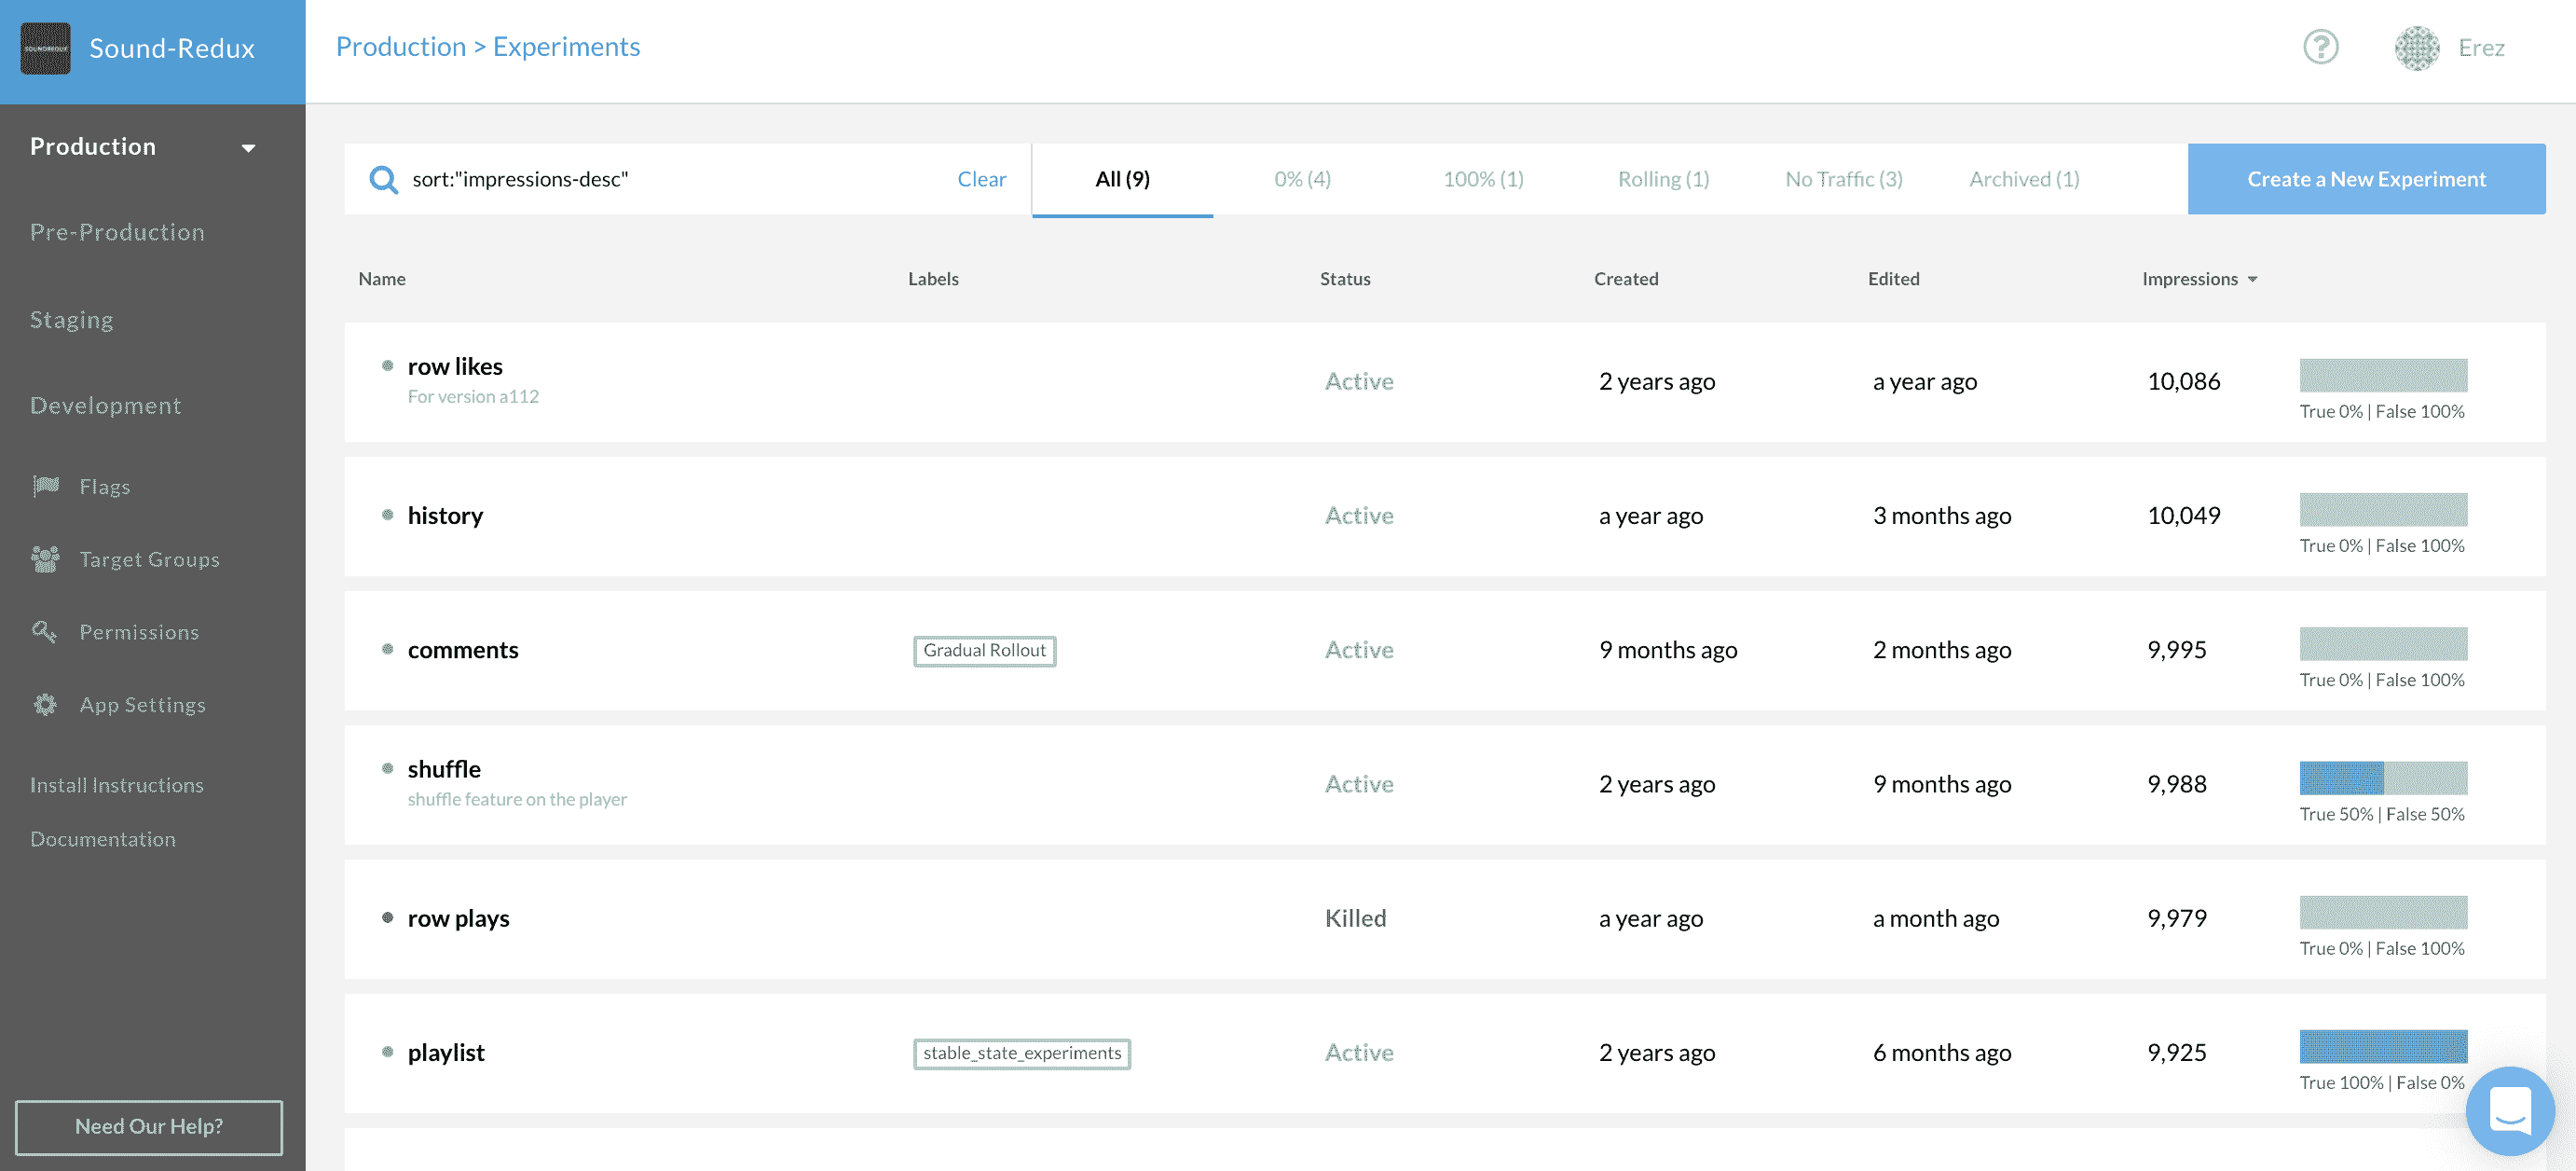 SOUNDREDUX
Sound-Redux
Production > Experiments
Erez
Production
Pre-Production
Staging
Development
Flags
Target Groups
Permissions
App Settings
Install Instructions
Documentation
Need Our Help?
sort:"impressions-desc"
Clear
All (9)
0% (4)
100% (1)
Rolling (1)
No Traffic (3)
Archived (1)
Create a New Experiment
Name Labels Status Created Edited Impressions
row likes Active 2 years ago a year ago 10,086
For version a112
True 0% | False 100%
history Active a year ago 3 months ago 10,049
True 0% | False 100%
comments Gradual Rollout Active 9 months ago 2 months ago 9,995
True 0% | False 100%
shuffle Active 2 years ago 9 months ago 9,988
shuffle feature on the player
True 50% | False 50%
row plays Killed a year ago a month ago 9,979
True 0% | False 100%
playlist stable_state_experiments Active 2 years ago 6 months ago 9,925
True 100% | False 0%